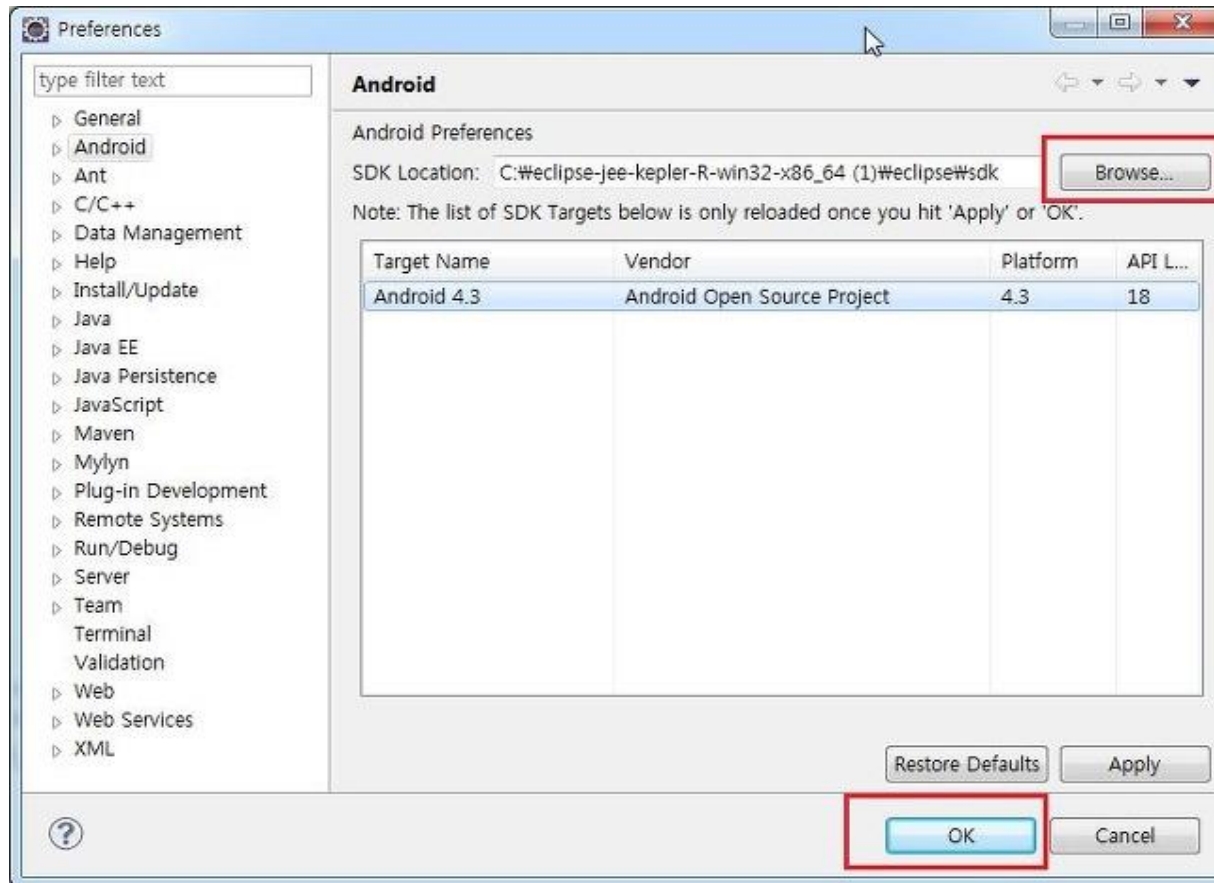 Preferences
type filter text
General
Android
Ant
C/C++
Data Management
Help
Install/Update
Java
Java EE
Java Persistence
JavaScript
Maven
Mylyn
Plug-in Development
Remote Systems
Run/Debug
Server
Team
Terminal
Validation
Web
Web Services
XML
Android
Android Preferences
SDK Location: C:₩eclipse-jee-kepler-R-win32-x86_64 (1)₩eclipse₩sdk Browse...
Note: The list of SDK Targets below is only reloaded once you hit 'Apply' or 'OK'.
Target Name Vendor Platform API L...
Android 4.3 Android Open Source Project 4.3 18
Restore Defaults Apply
OK Cancel